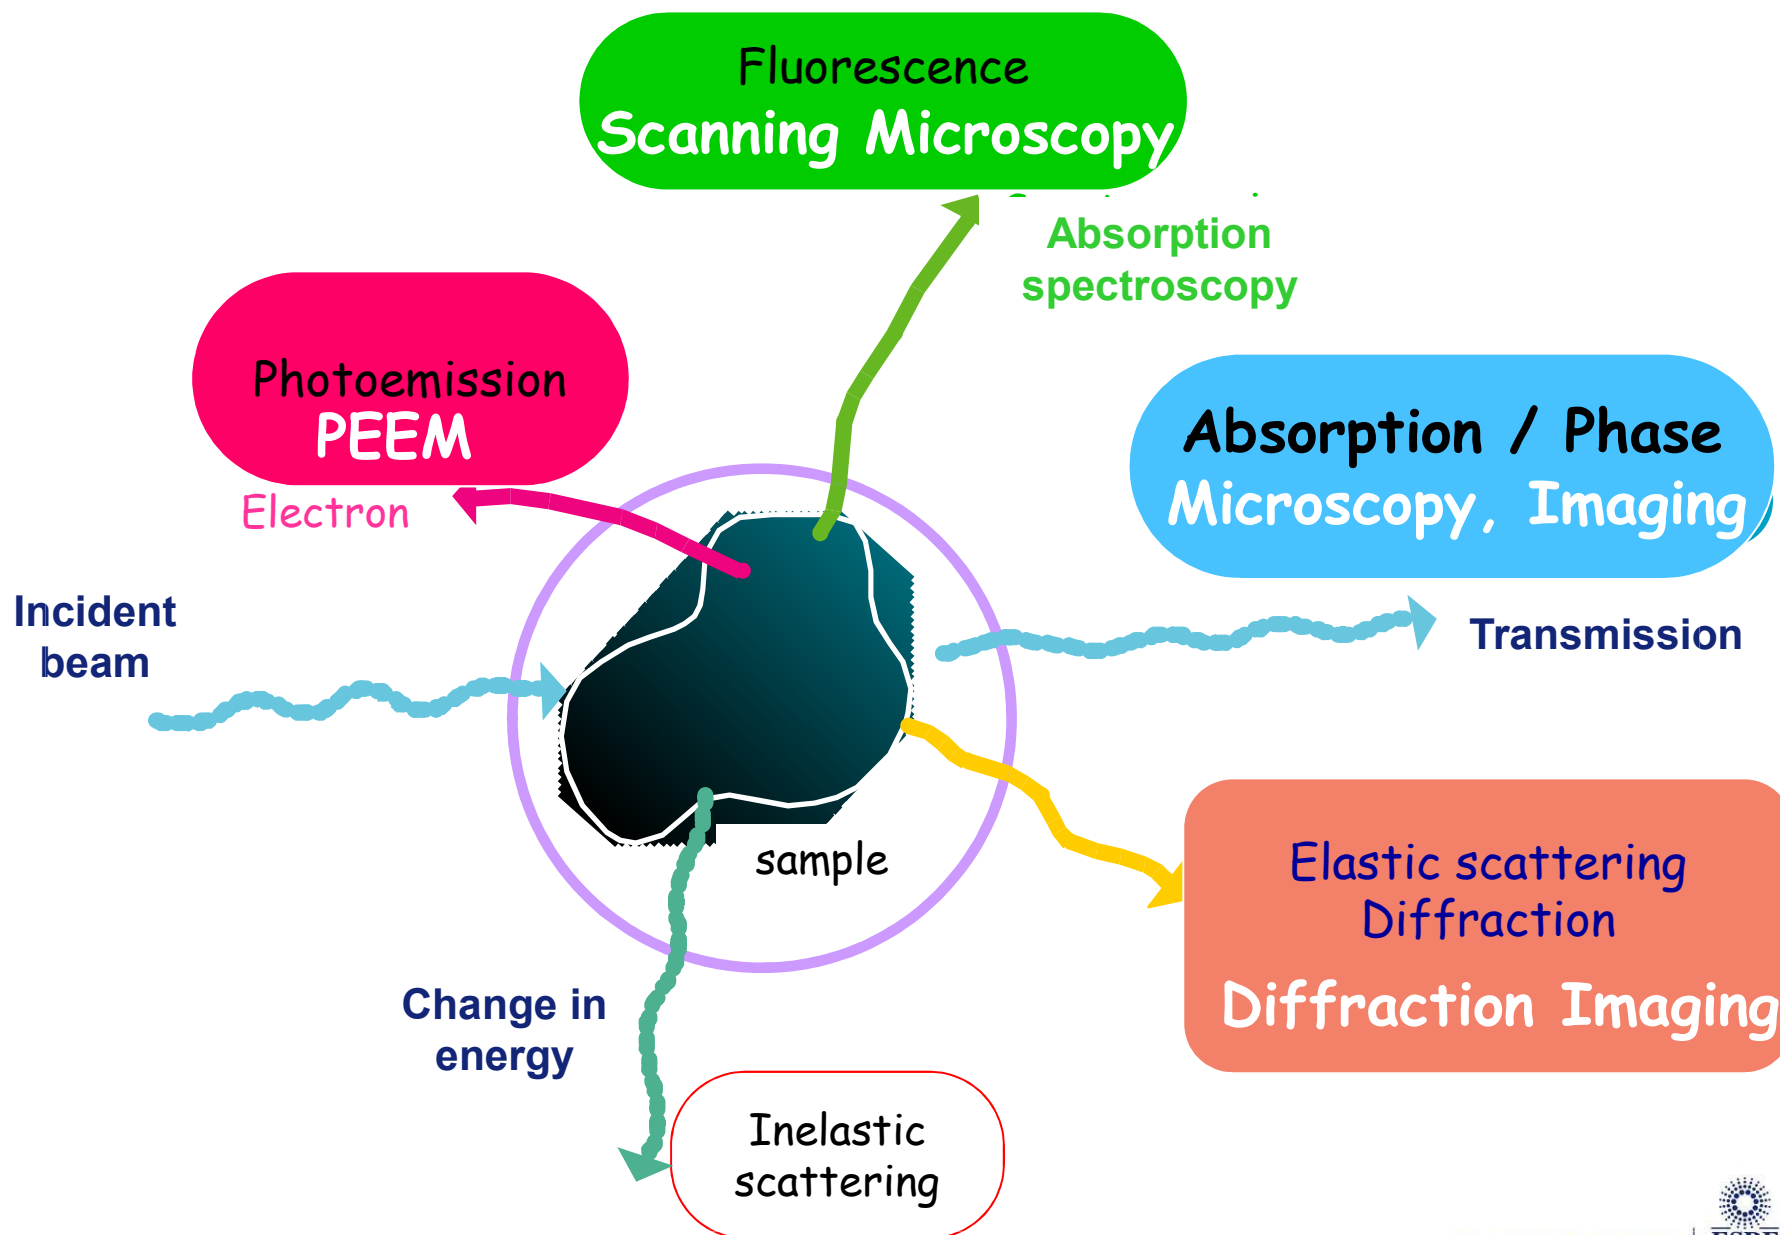 Fluorescence
Scanning Microscopy
Absorption
spectroscopy
Photoemission
PEEM
Electron
Absorption / Phase
Microscopy, Imaging
Incident
beam
Transmission
sample
Elastic scattering
Diffraction
Diffraction Imaging
Change in
energy
Inelastic
scattering